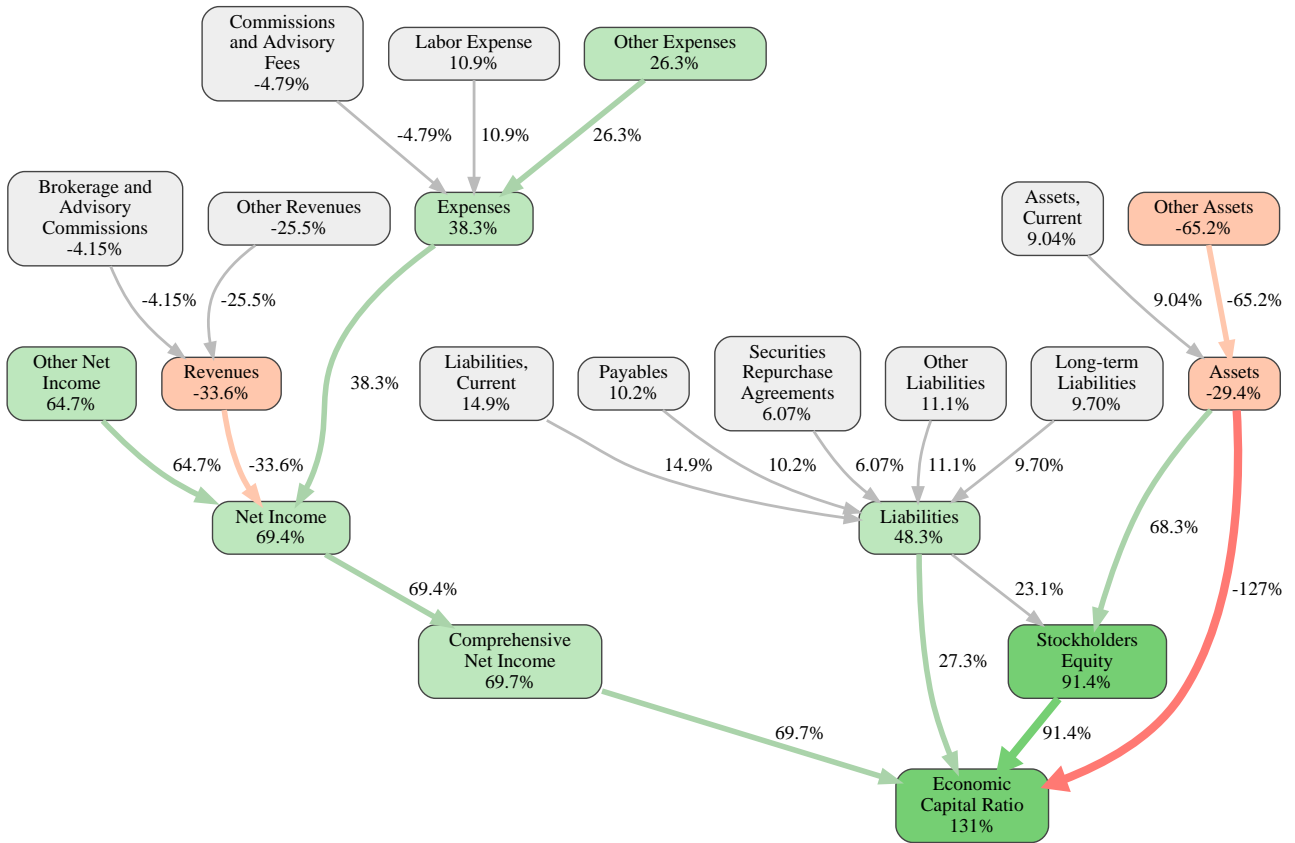 Commissions
and Advisory
Fees
-4.79%
Labor Expense
10.9%
Other Expenses
26.3%
-4.79%
10.9%
26.3%
Brokerage and
Advisory
Commissions
-4.15%
Other Revenues
-25.5%
Expenses
38.3%
Assets,
Current
9.04%
Other Assets
-65.2%
-4.15%
-25.5%
9.04%
-65.2%
Other Net
Income
64.7%
Revenues
-33.6%
38.3%
Liabilities,
Current
14.9%
Payables
10.2%
Securities
Repurchase
Agreements
6.07%
Other
Liabilities
11.1%
Long-term
Liabilities
9.70%
Assets
-29.4%
64.7%
-33.6%
14.9%
10.2%
6.07%
11.1%
9.70%
Net Income
69.4%
Liabilities
48.3%
68.3%
69.4%
23.1%
-127%
Comprehensive
Net Income
69.7%
27.3%
Stockholders
Equity
91.4%
69.7%
91.4%
Economic
Capital Ratio
131%